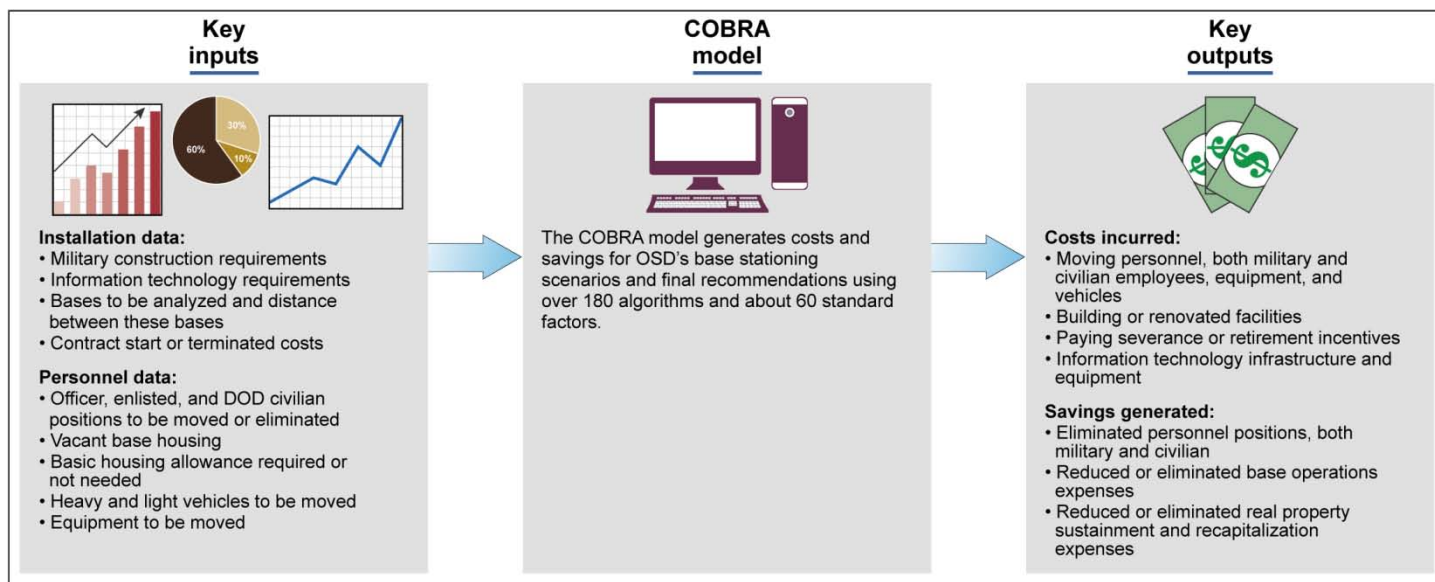 Key
inputs
60%
30%
10%
Installation data:
• Military construction requirements
• Information technology requirements
• Bases to be analyzed and distance
between these bases
• Contract start or terminated costs
Personnel data:
• Officer, enlisted, and DOD civilian
positions to be moved or eliminated
• Vacant base housing
• Basic housing allowance required or
not needed
• Heavy and light vehicles to be moved
• Equipment to be moved
COBRA
model
The COBRA model generates costs and
savings for OSD's base stationing
scenarios and final recommendations using
over 180 algorithms and about 60 standard
factors.
Key
outputs
$
$
$
Costs incurred:
• Moving personnel, both military and
civilian employees, equipment, and
vehicles
• Building or renovated facilities
• Paying severance or retirement incentives
• Information technology infrastructure and
equipment
Savings generated:
• Eliminated personnel positions, both
military and civilian
• Reduced or eliminated base operations
expenses
• Reduced or eliminated real property
sustainment and recapitalization
expenses